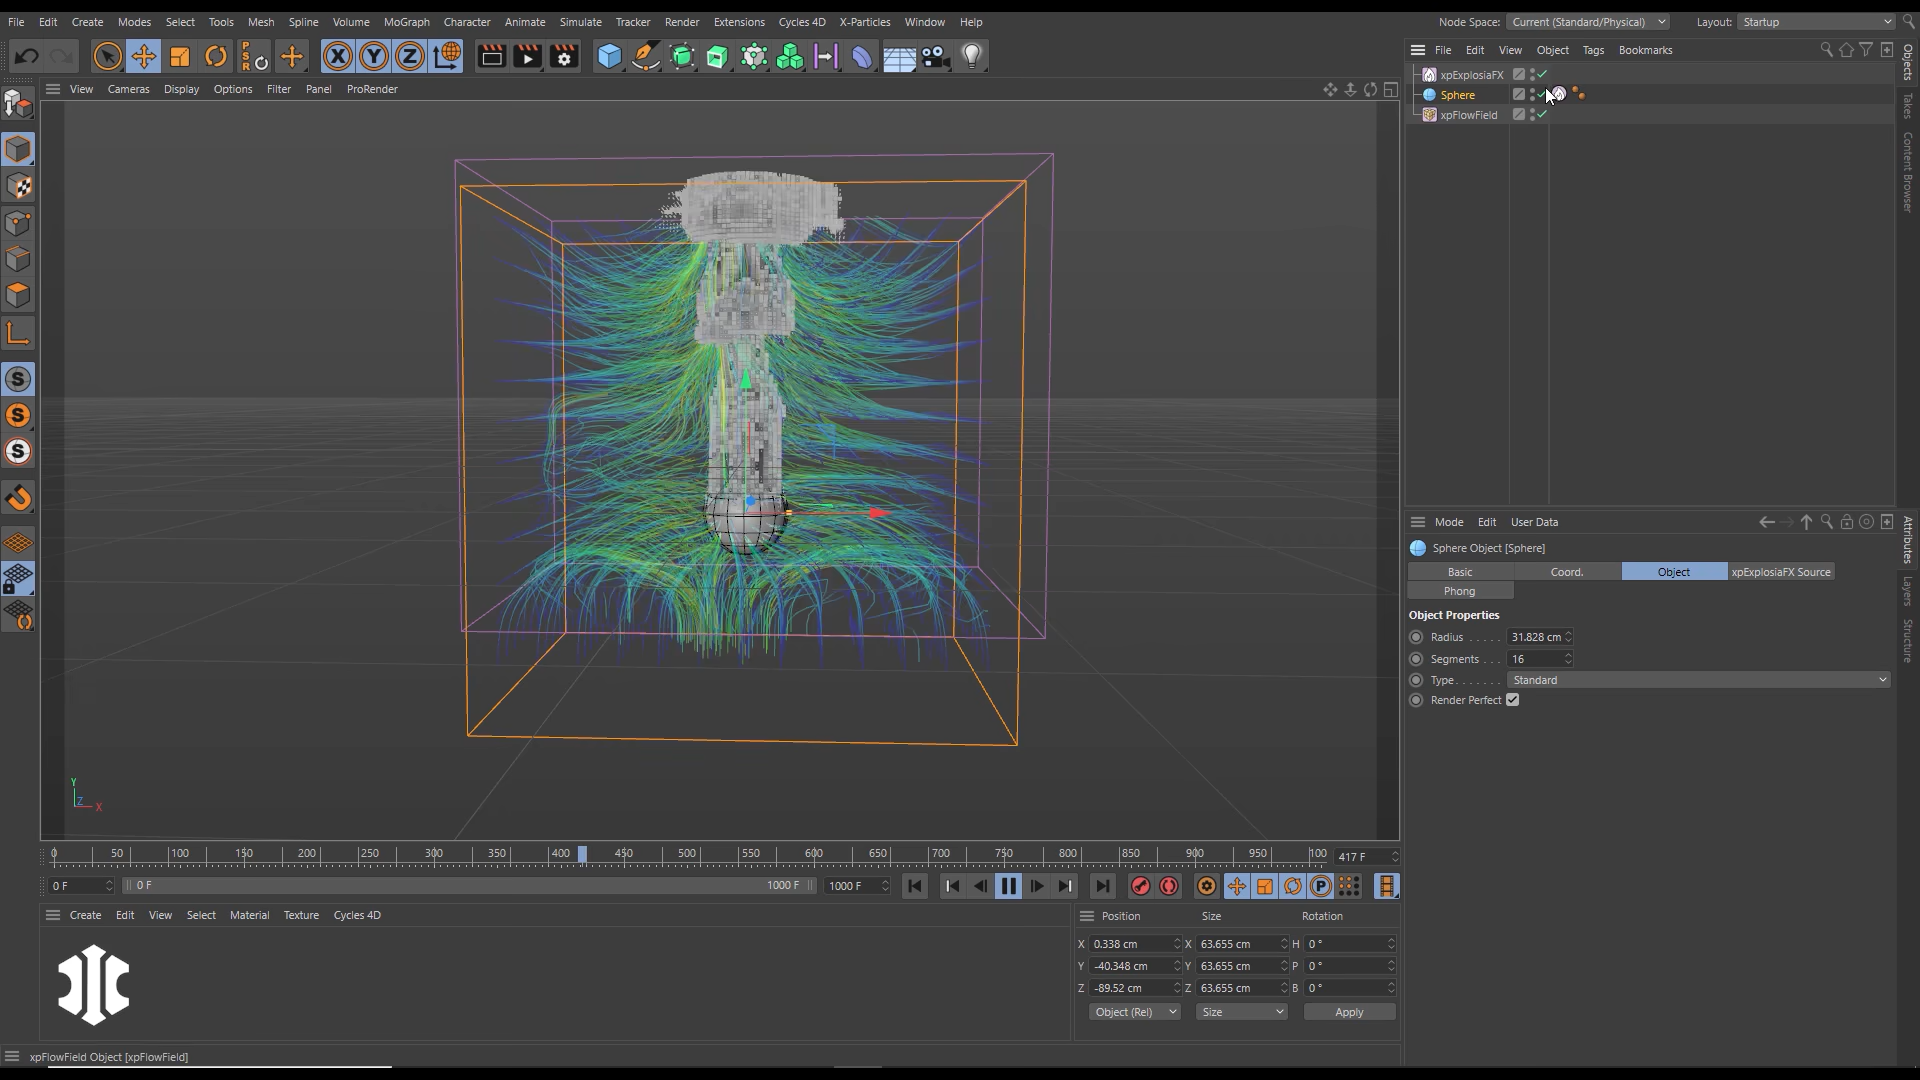 File Edit Create Modes Select Tools Mesh Spline Volume MoGraph Character Animate Simulate Tracker Render Extensions Cycles 4D X-Particles Window Help
Node Space: Current (Standard/Physical) Layout: Startup
File Edit View Object Tags Bookmarks
View Cameras Display Options Filter Panel ProRender
xpExplosiaFX
Sphere
xpFlowField
Objects
Takes
Content Browser
Mode Edit User Data
Sphere Object [Sphere]
Basic Coord. Object xpExplosiaFX Source
Phong
Object Properties
Radius . . . . . 31.828 cm
Segments . . . 16
Type . . . . . . . Standard
Render Perfect
Attributes
Layers
Structure
X Y Z
P S R
S
S
S
Y
Z X
0 50 100 150 200 250 300 350 400 450 500 550 600 650 700 750 800 850 900 950 100 417 F
0 F 0 F 1000 F 1000 F P
Create Edit View Select Material Texture Cycles 4D
Position Size Rotation
X 0.338 cm X 63.655 cm H 0 °
Y -40.348 cm Y 63.655 cm P 0 °
Z -89.52 cm Z 63.655 cm B 0 °
Object (Rel) Size Apply
xpFlowField Object [xpFlowField]